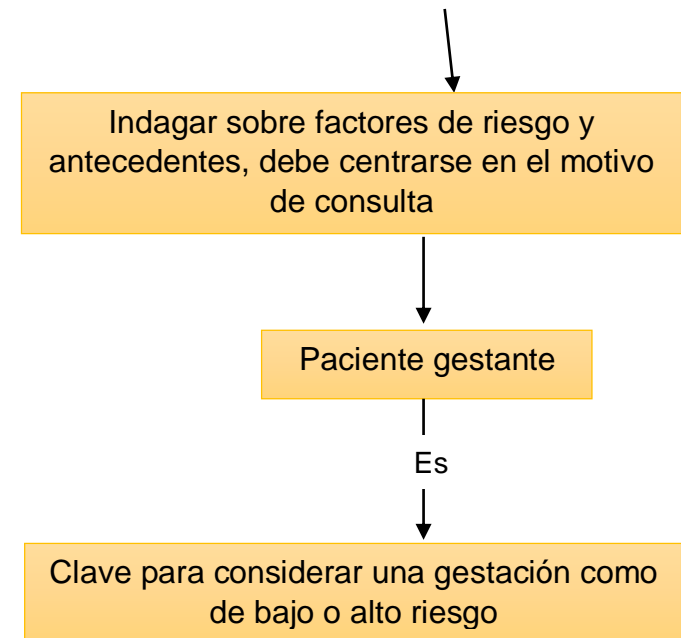 Indagar sobre factores de riesgo y
antecedentes, debe centrarse en el motivo
de consulta
Paciente gestante
Es
Clave para considerar una gestación como
de bajo o alto riesgo